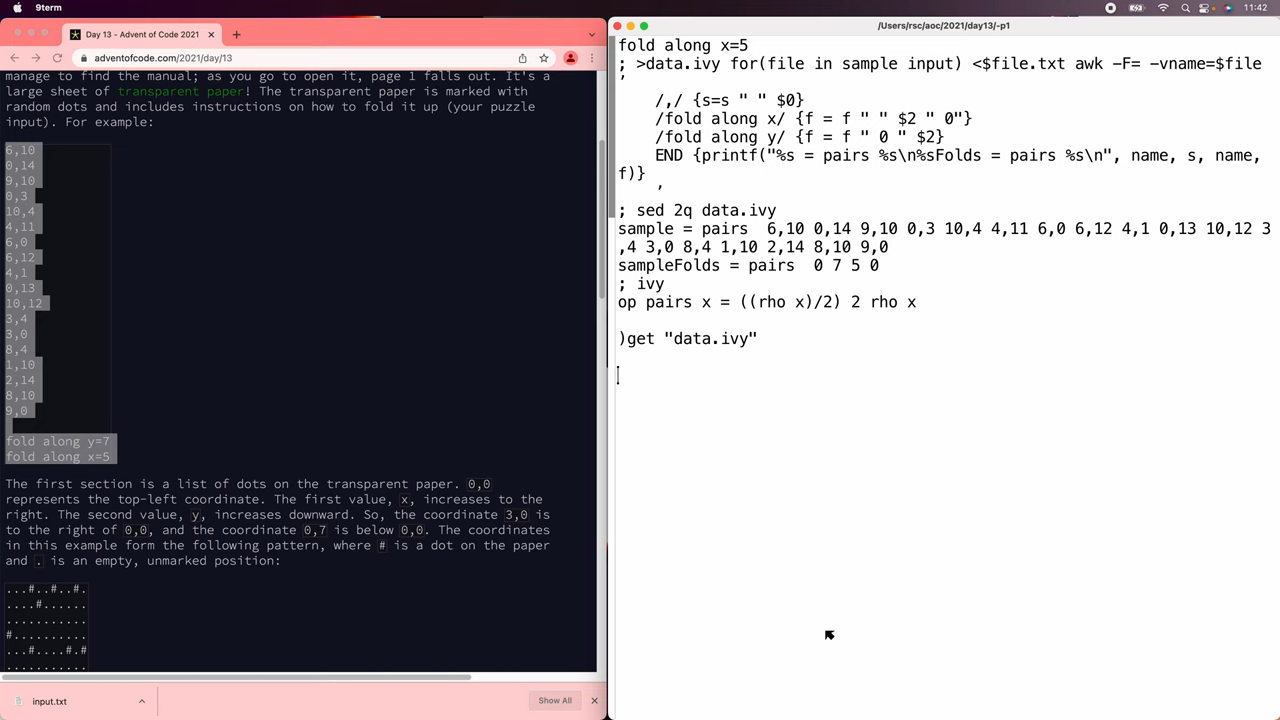 9term
11:42
Day 13 - Advent of Code 2021
adventofcode.com/2021/day/13
manage to find the manual; as you go to open it, page 1 falls out. It's a
large sheet of transparent paper! The transparent paper is marked with
random dots and includes instructions on how to fold it up (your puzzle
input). For example:
6,10
0,14
9,10
0,3
10,4
4,11
6,0
6,12
4,1
0,13
10,12
3,4
3,0
8,4
1,10
2,14
8,10
9,0
fold along y=7
fold along x=5
The first section is a list of dots on the transparent paper. 0,0
represents the top-left coordinate. The first value, x, increases to the
right. The second value, y, increases downward. So, the coordinate 3,0 is
to the right of 0,0, and the coordinate 0,7 is below 0,0. The coordinates
in this example form the following pattern, where # is a dot on the paper
and . is an empty, unmarked position:
...#..#..#.
....#......
...........
#..........
...#....#.#
...........
input.txt
Show All
/Users/rsc/aoc/2021/day13/-p1
fold along x=5
; >data.ivy for(file in sample input) <$file.txt awk -F= -vname=$file
'
/,/ {s=s " " $0}
/fold along x/ {f = f " " $2 " 0"}
/fold along y/ {f = f " 0 " $2}
END {printf("%s = pairs %s\n%sFolds = pairs %s\n", name, s, name,
f)}
'
; sed 2q data.ivy
sample = pairs  6,10 0,14 9,10 0,3 10,4 4,11 6,0 6,12 4,1 0,13 10,12 3
,4 3,0 8,4 1,10 2,14 8,10 9,0
sampleFolds = pairs  0 7 5 0
; ivy
op pairs x = ((rho x)/2) 2 rho x
)get "data.ivy"